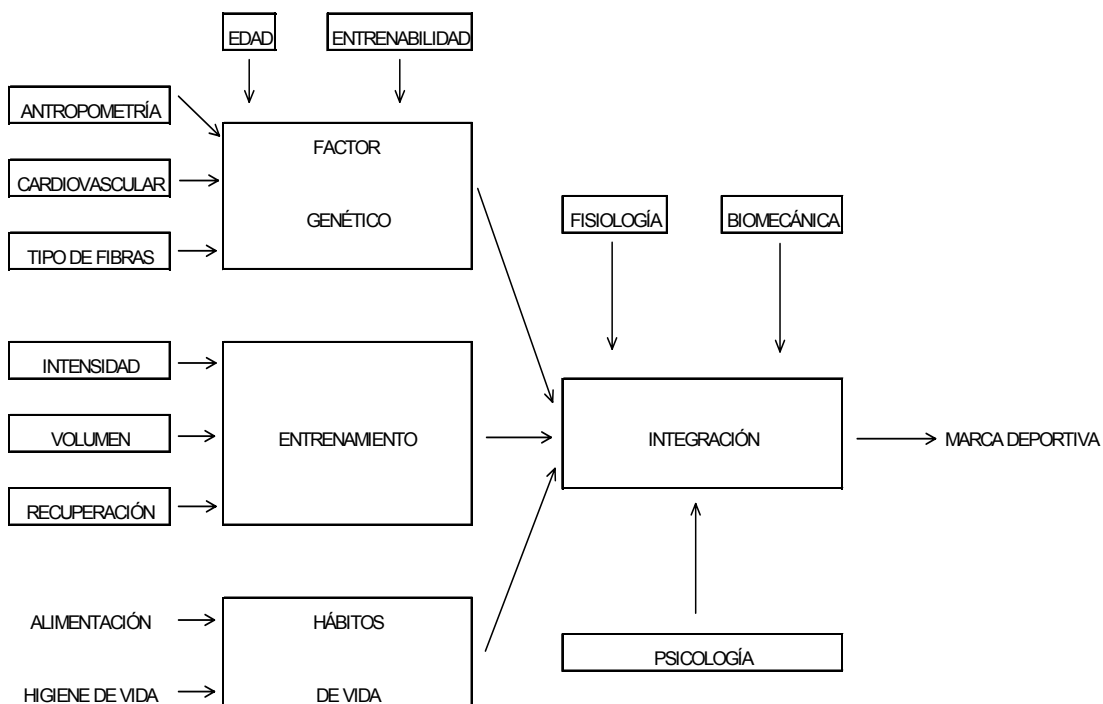 EDAD
ENTRENABILIDAD
ANTROPOMETRÍA
FACTOR
CARDIOVASCULAR
GENÉTICO
TIPO DE FIBRAS
FISIOLOGÍA
BIOMECÁNICA
INTENSIDAD
VOLUMEN
ENTRENAMIENTO
INTEGRACIÓN
MARCA DEPORTIVA
RECUPERACIÓN
ALIMENTACIÓN
HÁBITOS
PSICOLOGÍA
HIGIENE DE VIDA
DE VIDA